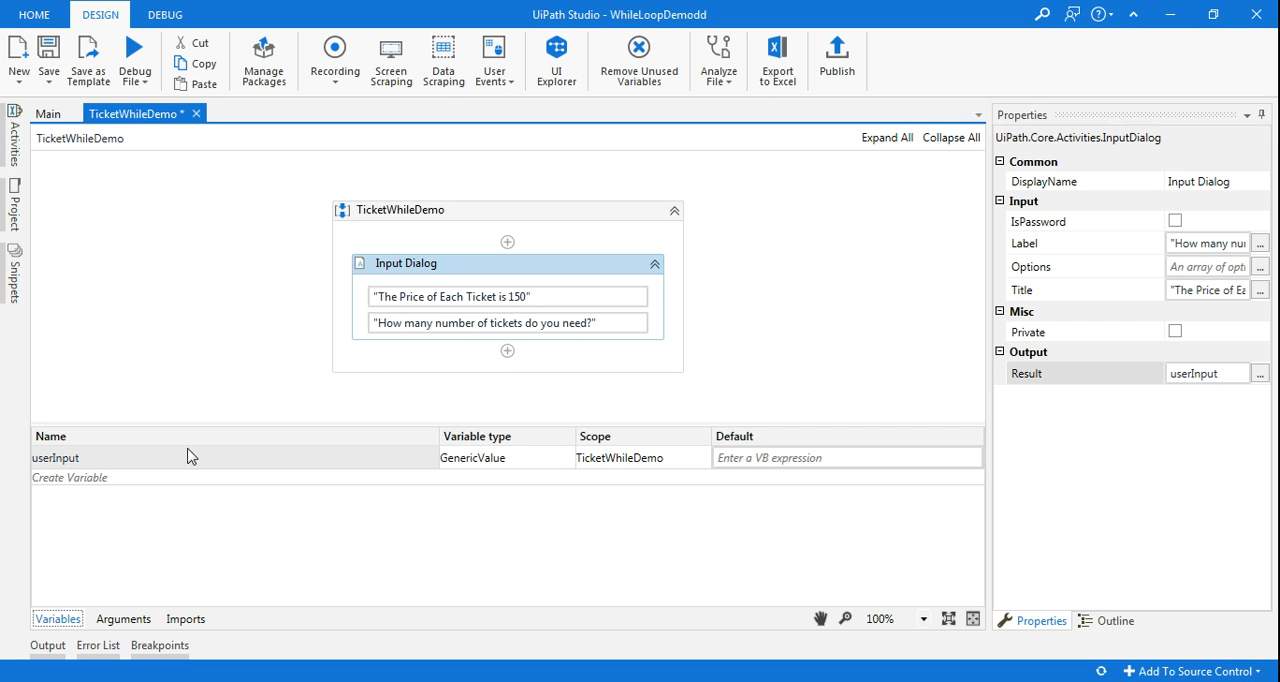 HOME DESIGN DEBUG UiPath Studio - WhileLoopDemodd
New Save Save as Template Debug File Cut Copy Paste Manage Packages Recording Screen Scraping Data Scraping User Events UI Explorer Remove Unused Variables Analyze File Export to Excel Publish
Activities
Project
Snippets
Main TicketWhileDemo *
TicketWhileDemo Expand All Collapse All
TicketWhileDemo
Input Dialog
"The Price of Each Ticket is 150"
"How many number of tickets do you need?"
Name Variable type Scope Default
userInput GenericValue TicketWhileDemo Enter a VB expression
Create Variable
Variables Arguments Imports 100%
Output Error List Breakpoints
Properties
UiPath.Core.Activities.InputDialog
Common
DisplayName Input Dialog
Input
IsPassword
Label "How many nu ...
Options An array of opti ...
Title "The Price of Ea ...
Misc
Private
Output
Result userInput ...
Properties Outline
Add To Source Control